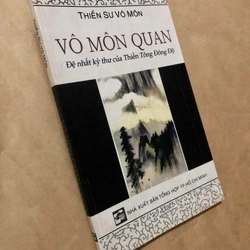 THIỀN SƯ VÔ MÔN
VÔ MÔN QUAN
Đệ nhất kỳ thư của Thiền Tông Đông Độ
NHÀ XUẤT BẢN TỔNG HỢP TP. HỒ CHÍ MINH